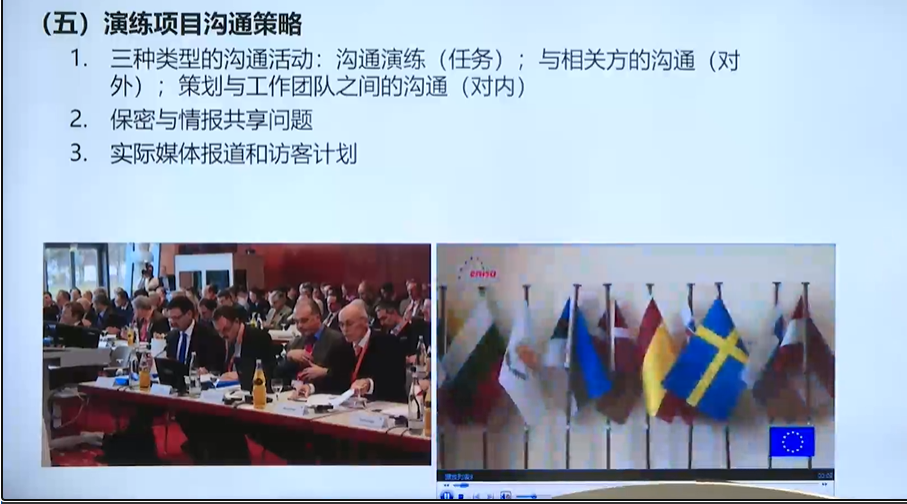 （五）演练项目沟通策略
1. 三种类型的沟通活动：沟通演练（任务）；与相关方的沟通（对
外）；策划与工作团队之间的沟通（对内）
2. 保密与情报共享问题
3. 实际媒体报道和访客计划
enisa